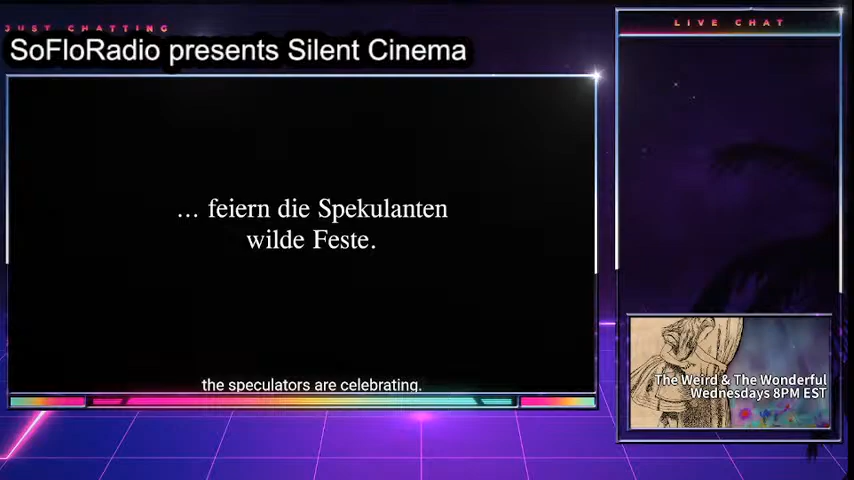 JUST CHATTING
SoFloRadio presents Silent Cinema
LIVE CHAT
... feiern die Spekulanten
wilde Feste.
the speculators are celebrating.
The Weird & The Wonderful
Wednesdays 8PM EST